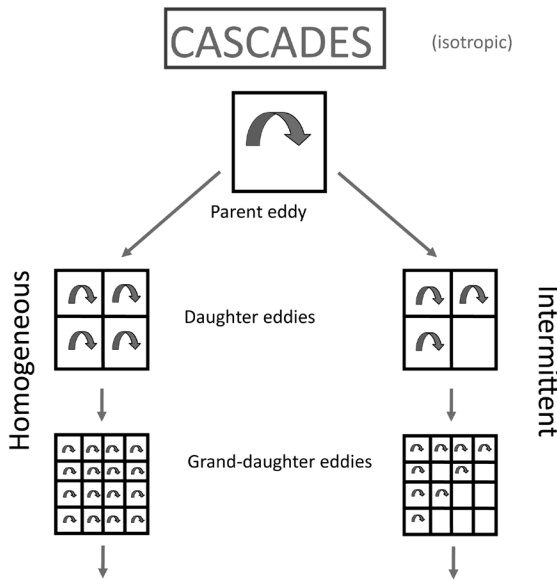 CASCADES
(isotropic)
Parent eddy
Homogeneous
Daughter eddies
Intermittent
Grand-daughter eddies